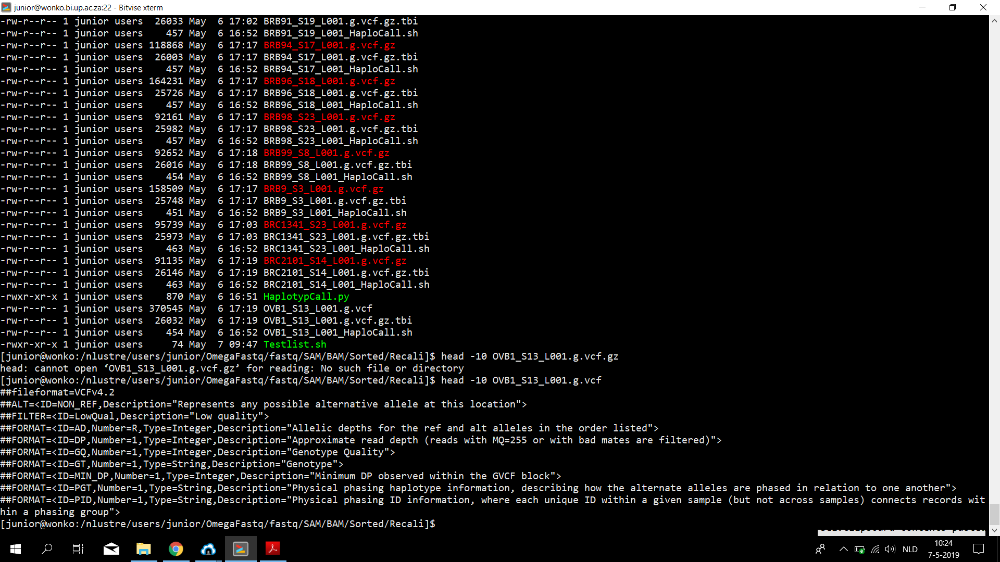 junior@wonko.bi.up.ac.za:22 - Bitvise xterm
-rw-r--r-- 1 junior users  26033 May  6 17:02 BRB91_S19_L001.g.vcf.gz.tbi
-rw-r--r-- 1 junior users    457 May  6 16:52 BRB91_S19_L001_HaploCall.sh
-rw-r--r-- 1 junior users 118868 May  6 17:17 BRB94_S17_L001.g.vcf.gz
-rw-r--r-- 1 junior users  26003 May  6 17:17 BRB94_S17_L001.g.vcf.gz.tbi
-rw-r--r-- 1 junior users    457 May  6 16:52 BRB94_S17_L001_HaploCall.sh
-rw-r--r-- 1 junior users 164231 May  6 17:17 BRB96_S18_L001.g.vcf.gz
-rw-r--r-- 1 junior users  25726 May  6 17:17 BRB96_S18_L001.g.vcf.gz.tbi
-rw-r--r-- 1 junior users    457 May  6 16:52 BRB96_S18_L001_HaploCall.sh
-rw-r--r-- 1 junior users  92161 May  6 17:17 BRB98_S23_L001.g.vcf.gz
-rw-r--r-- 1 junior users  25982 May  6 17:17 BRB98_S23_L001.g.vcf.gz.tbi
-rw-r--r-- 1 junior users    457 May  6 16:52 BRB98_S23_L001_HaploCall.sh
-rw-r--r-- 1 junior users  92652 May  6 17:18 BRB99_S8_L001.g.vcf.gz
-rw-r--r-- 1 junior users  26016 May  6 17:18 BRB99_S8_L001.g.vcf.gz.tbi
-rw-r--r-- 1 junior users    454 May  6 16:52 BRB99_S8_L001_HaploCall.sh
-rw-r--r-- 1 junior users 158509 May  6 17:17 BRB9_S3_L001.g.vcf.gz
-rw-r--r-- 1 junior users  25748 May  6 17:17 BRB9_S3_L001.g.vcf.gz.tbi
-rw-r--r-- 1 junior users    451 May  6 16:52 BRB9_S3_L001_HaploCall.sh
-rw-r--r-- 1 junior users  95739 May  6 17:03 BRC1341_S23_L001.g.vcf.gz
-rw-r--r-- 1 junior users  25973 May  6 17:03 BRC1341_S23_L001.g.vcf.gz.tbi
-rw-r--r-- 1 junior users    463 May  6 16:52 BRC1341_S23_L001_HaploCall.sh
-rw-r--r-- 1 junior users  91135 May  6 17:19 BRC2101_S14_L001.g.vcf.gz
-rw-r--r-- 1 junior users  26146 May  6 17:19 BRC2101_S14_L001.g.vcf.gz.tbi
-rw-r--r-- 1 junior users    463 May  6 16:52 BRC2101_S14_L001_HaploCall.sh
-rwxr-xr-x 1 junior users    870 May  6 16:51 HaplotypCall.py
-rw-r--r-- 1 junior users 370545 May  6 17:19 OVB1_S13_L001.g.vcf
-rw-r--r-- 1 junior users  26032 May  6 17:19 OVB1_S13_L001.g.vcf.gz.tbi
-rw-r--r-- 1 junior users    454 May  6 16:52 OVB1_S13_L001_HaploCall.sh
-rwxr-xr-x 1 junior users     74 May  7 09:47 Testlist.sh
[junior@wonko:/nlustre/users/junior/OmegaFastq/fastq/SAM/BAM/Sorted/Recali]$ head -10 OVB1_S13_L001.g.vcf.gz
head: cannot open ‘OVB1_S13_L001.g.vcf.gz’ for reading: No such file or directory
[junior@wonko:/nlustre/users/junior/OmegaFastq/fastq/SAM/BAM/Sorted/Recali]$ head -10 OVB1_S13_L001.g.vcf
##fileformat=VCFv4.2
##ALT=<ID=NON_REF,Description="Represents any possible alternative allele at this location">
##FILTER=<ID=LowQual,Description="Low quality">
##FORMAT=<ID=AD,Number=R,Type=Integer,Description="Allelic depths for the ref and alt alleles in the order listed">
##FORMAT=<ID=DP,Number=1,Type=Integer,Description="Approximate read depth (reads with MQ=255 or with bad mates are filtered)">
##FORMAT=<ID=GQ,Number=1,Type=Integer,Description="Genotype Quality">
##FORMAT=<ID=GT,Number=1,Type=String,Description="Genotype">
##FORMAT=<ID=MIN_DP,Number=1,Type=Integer,Description="Minimum DP observed within the GVCF block">
##FORMAT=<ID=PGT,Number=1,Type=String,Description="Physical phasing haplotype information, describing how the alternate alleles are phased in relation to one another">
##FORMAT=<ID=PID,Number=1,Type=String,Description="Physical phasing ID information, where each unique ID within a given sample (but not across samples) connects records wit
hin a phasing group">
[junior@wonko:/nlustre/users/junior/OmegaFastq/fastq/SAM/BAM/Sorted/Recali]$
NLD
10:24
7-5-2019